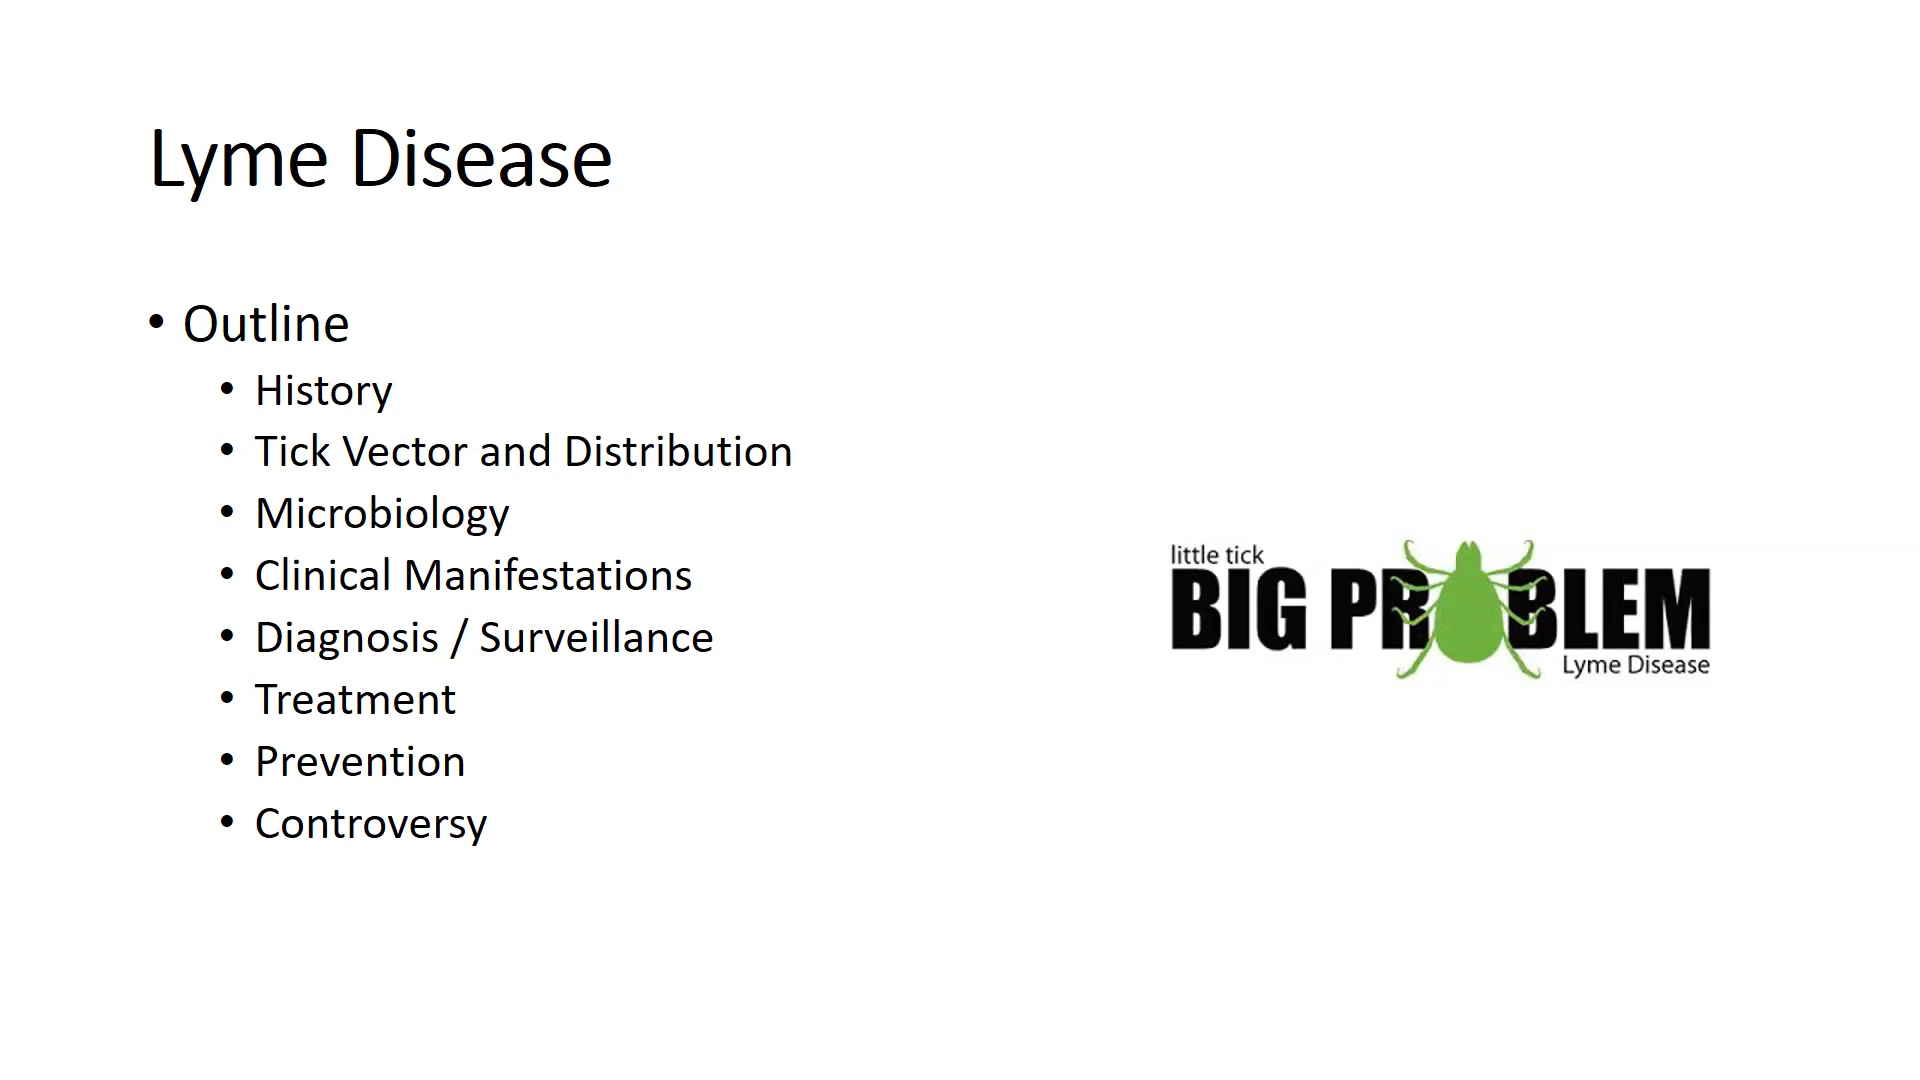 Lyme Disease
• Outline
• History
• Tick Vector and Distribution
• Microbiology
• Clinical Manifestations
• Diagnosis / Surveillance
• Treatment
• Prevention
• Controversy
little tick
BIG PROBLEM
Lyme Disease